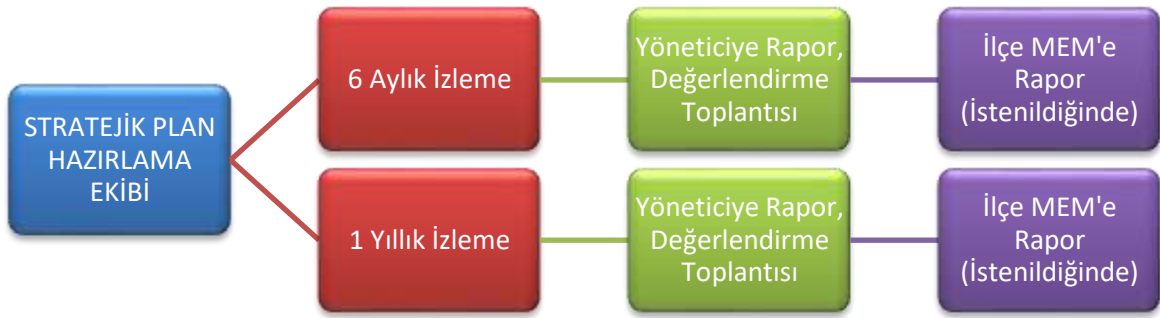 STRATEJİK PLAN
HAZIRLAMA
EKİBİ
6 Aylık İzleme
Yöneticiye Rapor,
Değerlendirme
Toplantısı
İlçe MEM'e
Rapor
(İstenildiğinde)
1 Yıllık İzleme
Yöneticiye Rapor,
Değerlendirme
Toplantısı
İlçe MEM'e
Rapor
(İstenildiğinde)